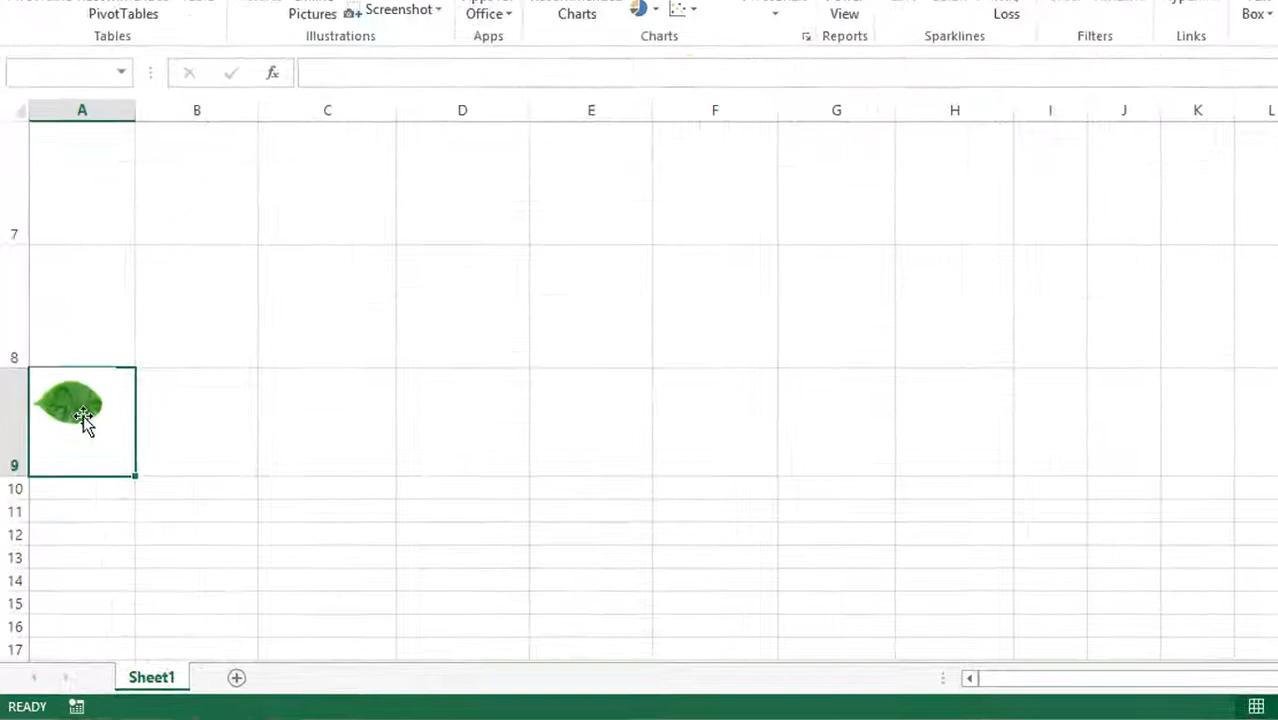 PivotTables Pictures Screenshot Office Charts View Loss Box
Tables Illustrations Apps Charts Reports Sparklines Filters Links
fx
A B C D E F G H I J K L
7
8
9
10
11
12
13
14
15
16
17
Sheet1
READY